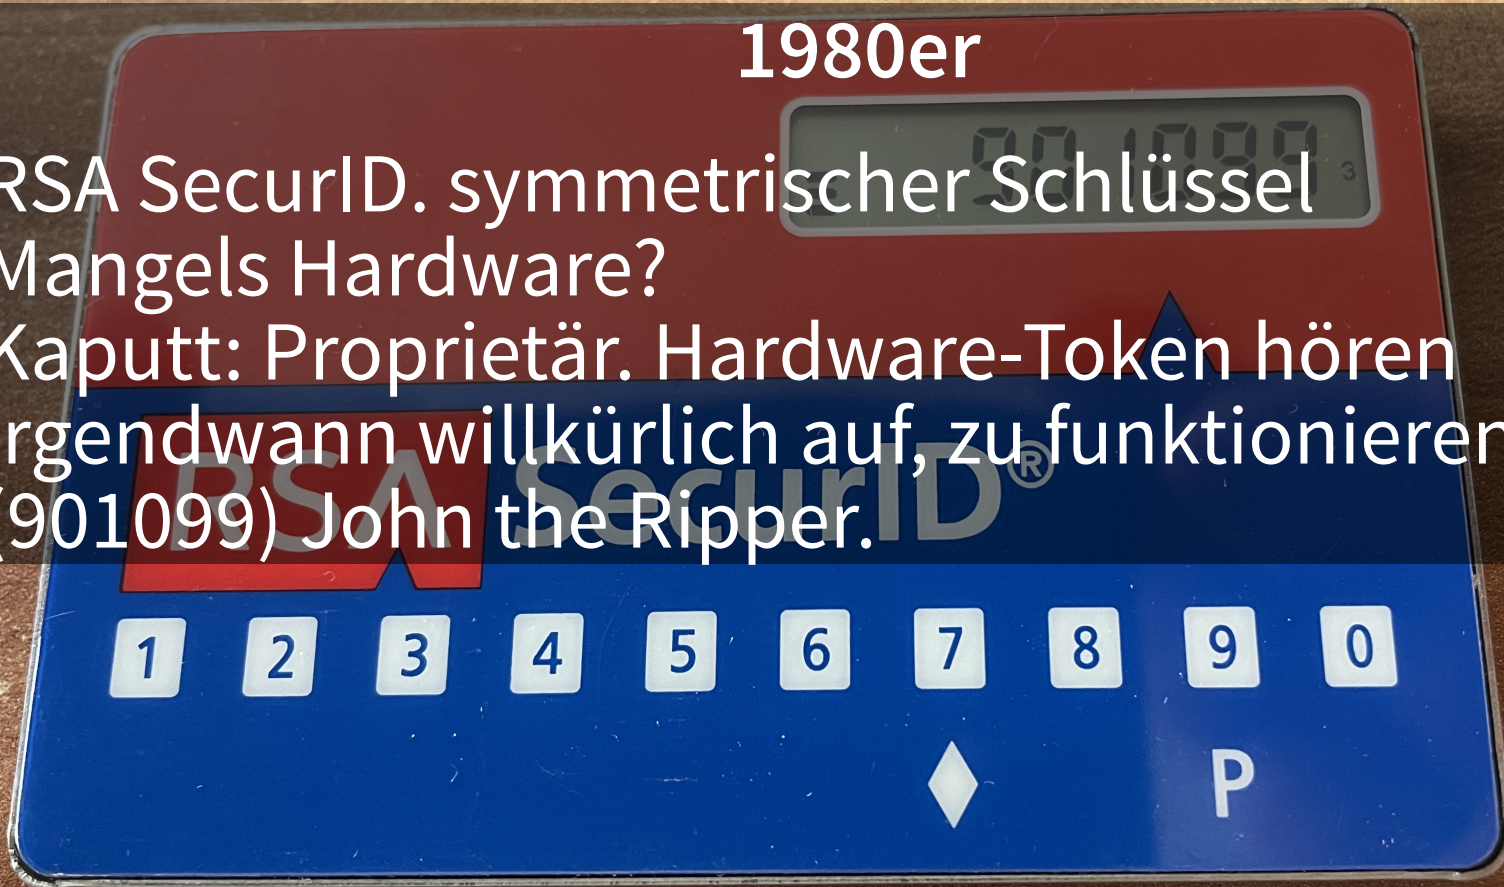 1980er
901099
3
RSA SecurID. symmetrischer Schlüssel
Mangels Hardware?
Kaputt: Proprietär. Hardware-Token hören
irgendwann willkürlich auf, zu funktionieren
(901099) John the Ripper.
RSA SecurID®
1 2 3 4 5 6 7 8 9 0
P